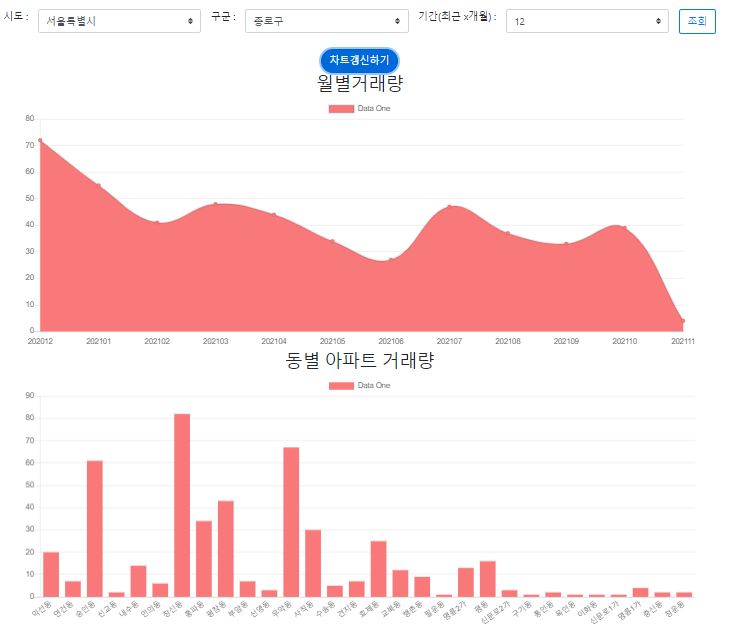 시도 : 서울특별시 구군 : 종로구 기간(최근 x개월) : 12 조회
차트갱신하기
월별거래량
Data One
80
70
60
50
40
30
20
10
0
202012 202101 202102 202103 202104 202105 202106 202107 202108 202109 202110 202111
동별 아파트 거래량
Data One
90
80
70
60
50
40
30
20
10
0
익선동 연건동 숭인동 신교동 내수동 인의동 창신동 홍파동 평창동 부암동 신영동 무악동 사직동 수송동 견지동 효제동 교북동 행촌동 필운동 명륜2가 평동 신문로2가 구기동 통인동 옥인동 이화동 신문로1가 명륜1가 충신동 청운동